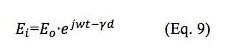 Eᵢ=Eₒ·e ʲʷᵗ⁻ᵞᵈ (Eq. 9)